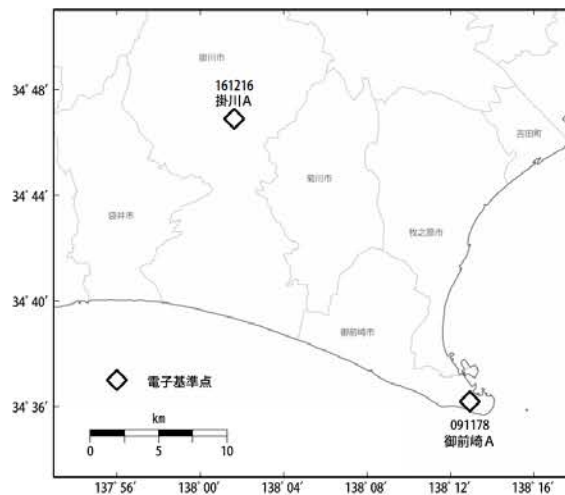 掛川市
34˚ 48'
161216
掛川A
吉田町
34˚ 44'
菊川市
袋井市
牧之原市
34˚ 40'
御前崎市
電子基準点
34˚ 36'
km
0 5 10
091178
御前崎A
137˚ 56' 138˚ 00' 138˚ 04' 138˚ 08' 138˚ 12' 138˚ 16'